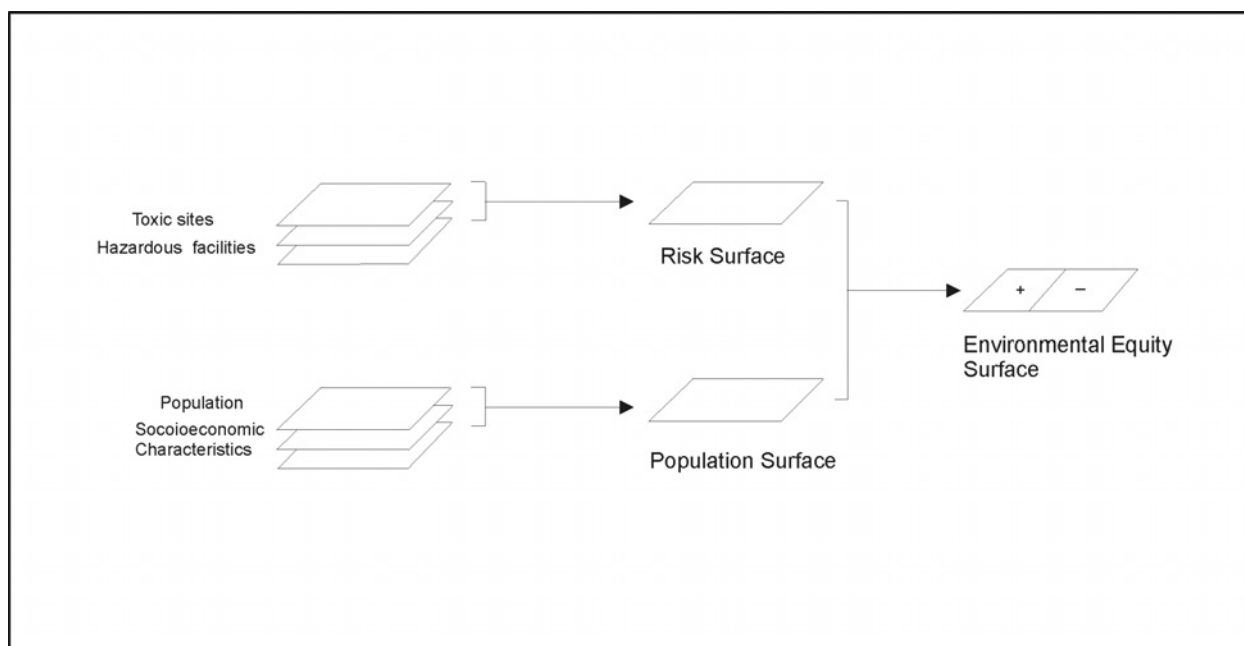 Toxic sites
Hazardous facilities
Risk Surface
+ −
Environmental Equity
Surface
Population
Socoioeconomic
Characteristics
Population Surface